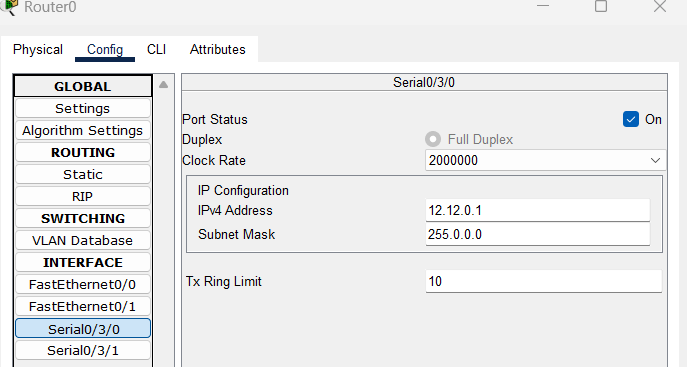 Router0
Physical Config CLI Attributes
GLOBAL
Settings
Algorithm Settings
ROUTING
Static
RIP
SWITCHING
VLAN Database
INTERFACE
FastEthernet0/0
FastEthernet0/1
Serial0/3/0
Serial0/3/1
Serial0/3/0
Port Status On
Duplex Full Duplex
Clock Rate 2000000
IP Configuration
IPv4 Address 12.12.0.1
Subnet Mask 255.0.0.0
Tx Ring Limit 10